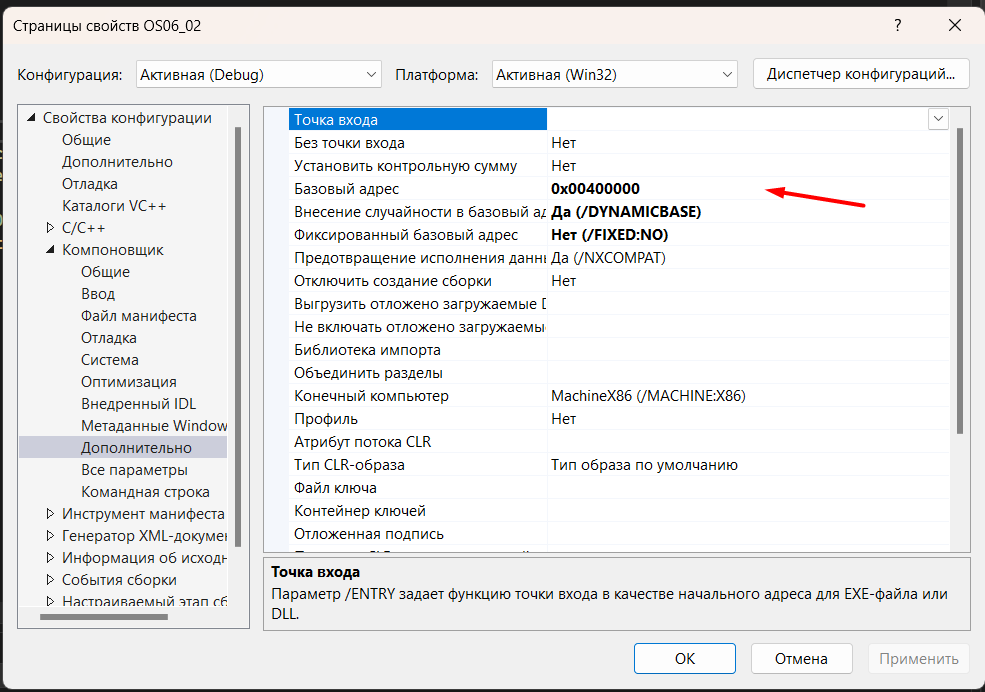 Страницы свойств OS06_02
?
Конфигурация: Активная (Debug) Платформа: Активная (Win32) Диспетчер конфигураций...
Свойства конфигурации
Общие
Дополнительно
Отладка
Каталоги VC++
C/C++
Компоновщик
Общие
Ввод
Файл манифеста
Отладка
Система
Оптимизация
Внедренный IDL
Метаданные Window
Дополнительно
Все параметры
Командная строка
Инструмент манифеста
Генератор XML-докумен
Информация об исходн
События сборки
Настраиваемый этап сб
Точка входа
Без точки входа Нет
Установить контрольную сумму Нет
Базовый адрес 0x00400000
Внесение случайности в базовый ад Да (/DYNAMICBASE)
Фиксированный базовый адрес Нет (/FIXED:NO)
Предотвращение исполнения данн Да (/NXCOMPAT)
Отключить создание сборки Нет
Выгрузить отложено загружаемые D
Не включать отложено загружаемы
Библиотека импорта
Объединить разделы
Конечный компьютер MachineX86 (/MACHINE:X86)
Профиль Нет
Атрибут потока CLR
Тип CLR-образа Тип образа по умолчанию
Файл ключа
Контейнер ключей
Отложенная подпись
Точка входа
Параметр /ENTRY задает функцию точки входа в качестве начального адреса для EXE-файла или
DLL.
ОК Отмена Применить